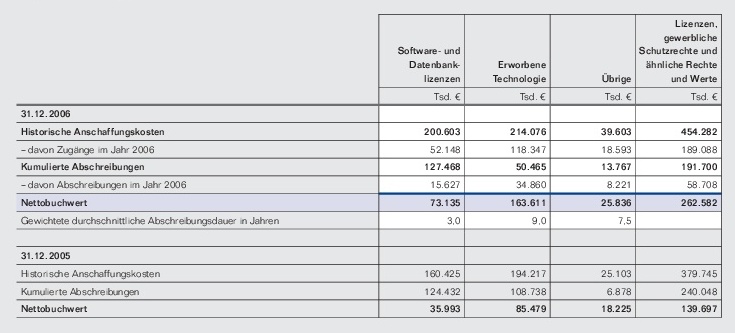 Lizenzen,
gewerbliche
Software- und Schutzrechte und
Datenbank- Erworbene ähnliche Rechte
lizenzen Technologie Übrige und Werte
Tsd. € Tsd. € Tsd. € Tsd. €
31.12.2006
Historische Anschaffungskosten 200.603 214.076 39.603 454.282
– davon Zugänge im Jahr 2006 52.148 118.347 18.593 189.088
Kumulierte Abschreibungen 127.468 50.465 13.767 191.700
– davon Abschreibungen im Jahr 2006 15.627 34.860 8.221 58.708
Nettobuchwert 73.135 163.611 25.836 262.582
Gewichtete durchschnittliche Abschreibungsdauer in Jahren 3,0 9,0 7,5
31.12.2005
Historische Anschaffungskosten 160.425 194.217 25.103 379.745
Kumulierte Abschreibungen 124.432 108.738 6.878 240.048
Nettobuchwert 35.993 85.479 18.225 139.697